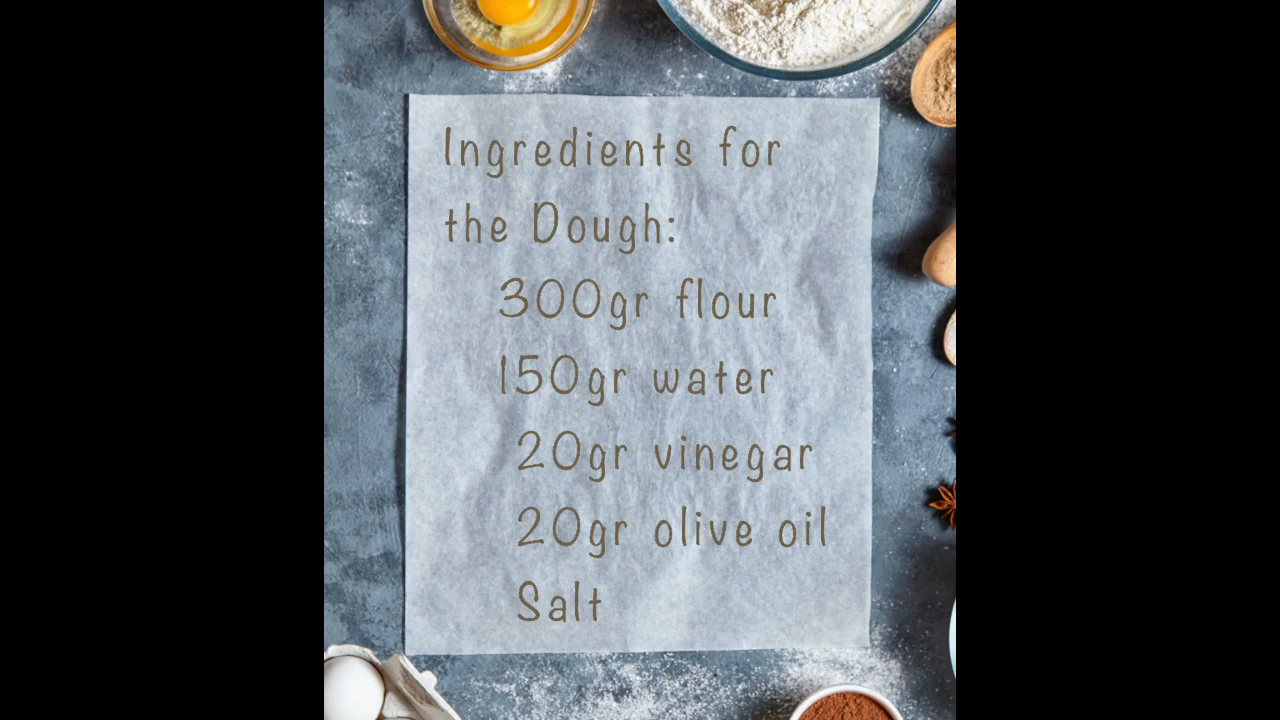 Ingredients for
the Dough:
300gr flour
150gr water
20gr vinegar
20gr olive oil
Salt